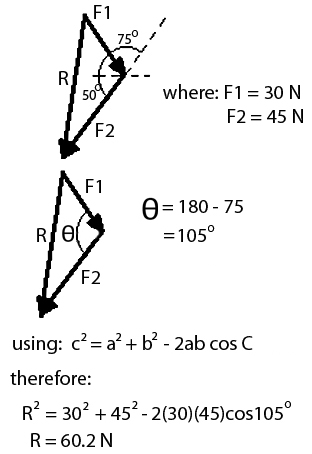 F1
75°
R
50°
F2
where: F1 = 30 N
F2 = 45 N
F1
R
θ
F2
θ = 180 - 75
= 105°
using: c² = a² + b² - 2ab cos C
therefore:
R² = 30² + 45² - 2(30)(45)cos105°
R = 60.2 N